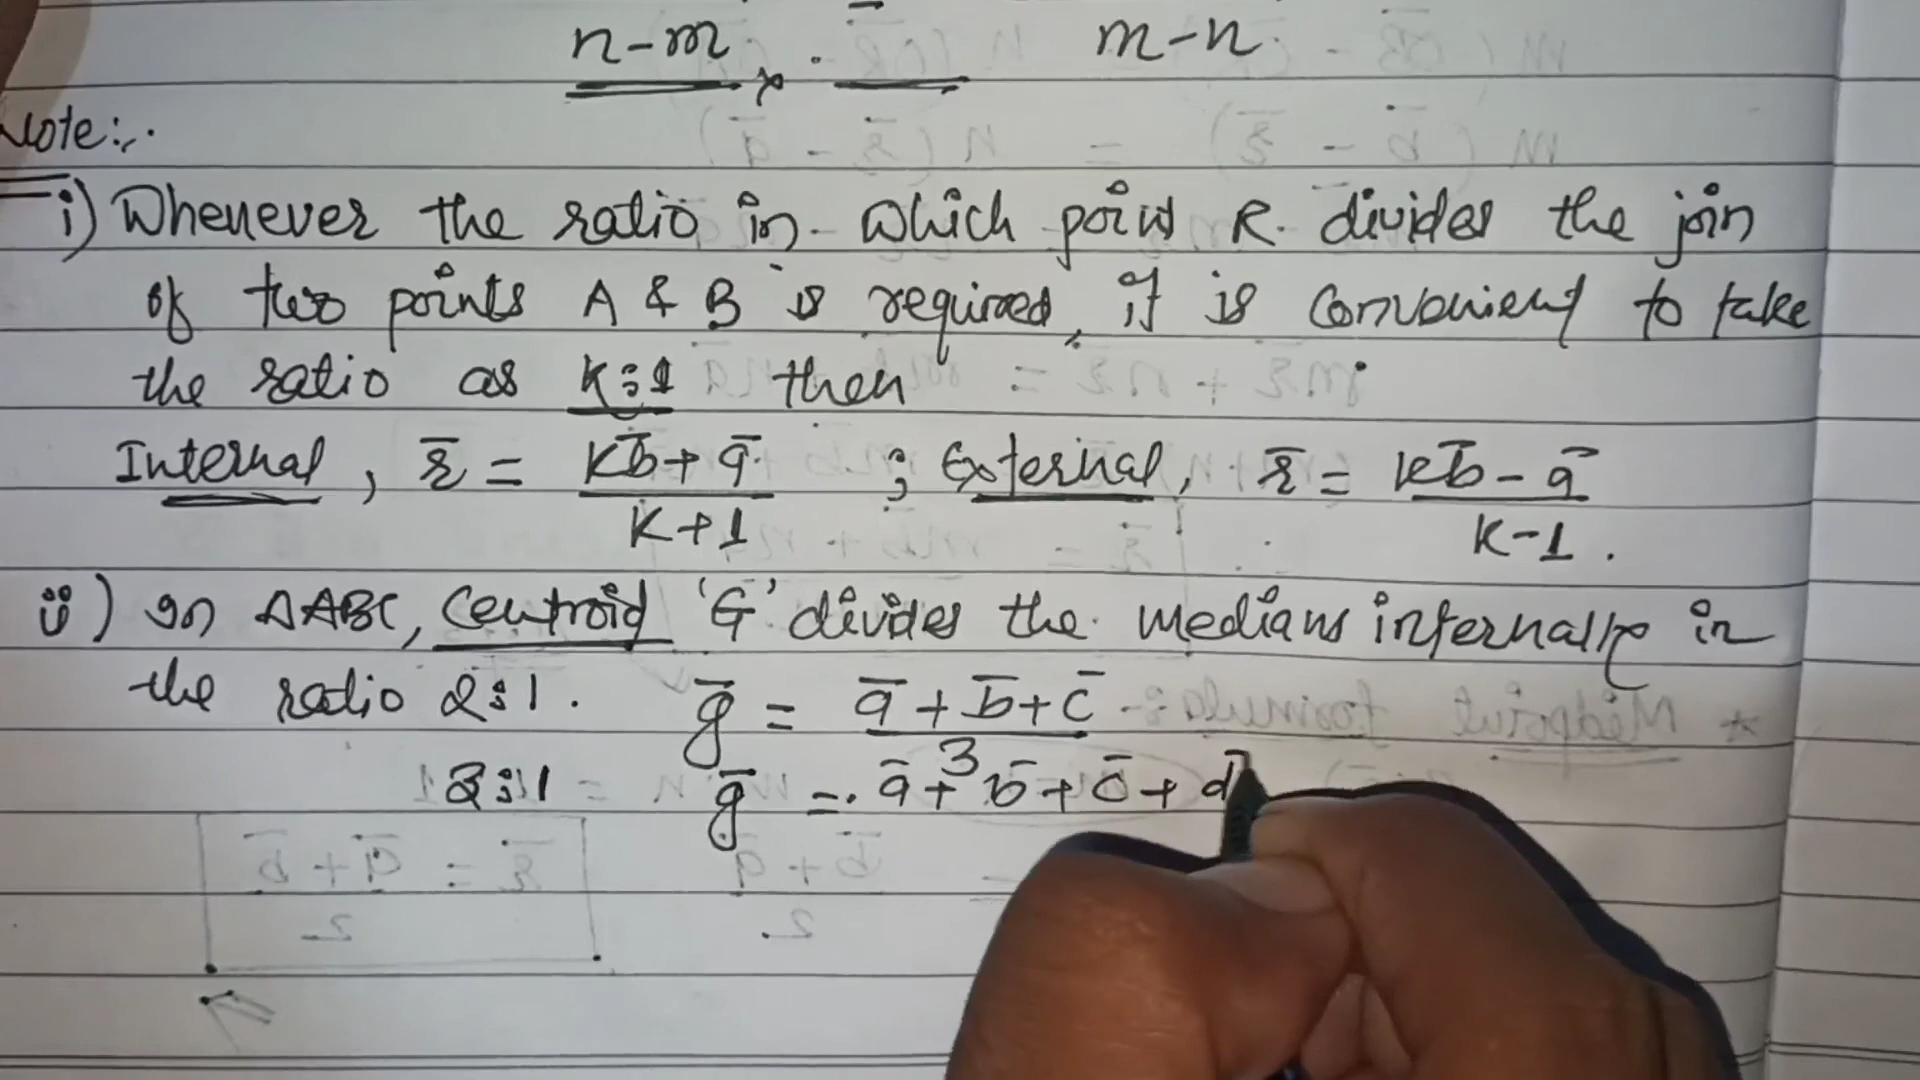 n-m . m-n
Note:-
i) Whenever the ratio in which point R divides the join
of two points A & B is required, it is convenient to take
the ratio as K:1 then
Internal, r̄ = (Kb̄ + ā)/(K+1) ; External, r̄ = (Kb̄ - ā)/(K-1).
ii) In ΔABC, Centroid 'G' divides the medians internally in
the ratio 2:1. ḡ = (ā + b̄ + c̄)/3
3:1 ḡ = ā + b̄ + c̄ + d̄